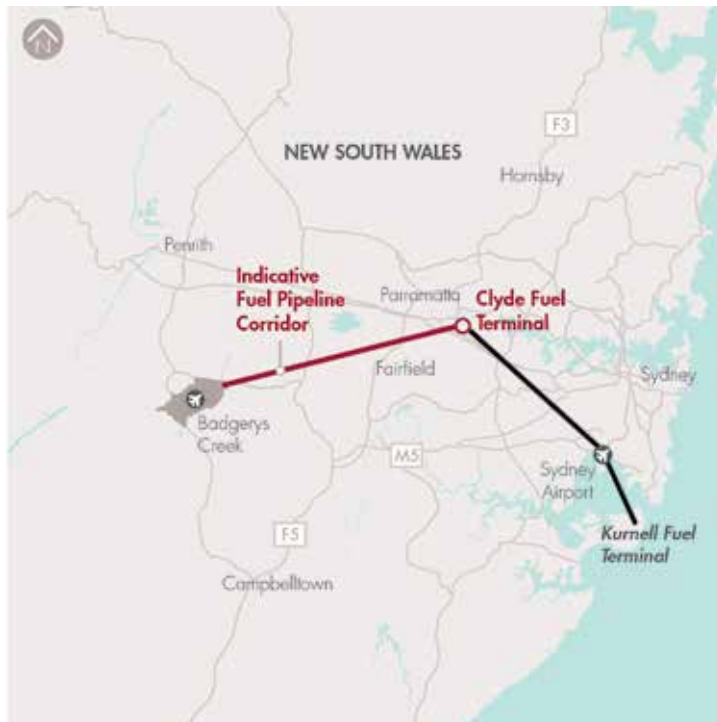 N
F3
NEW SOUTH WALES
Hornsby
Penrith
Indicative
Fuel Pipeline
Corridor
Parramatta
Clyde Fuel
Terminal
Fairfield
Sydney
Badgerys
Creek
M5
Sydney
Airport
F5
Kurnell Fuel
Terminal
Campbelltown